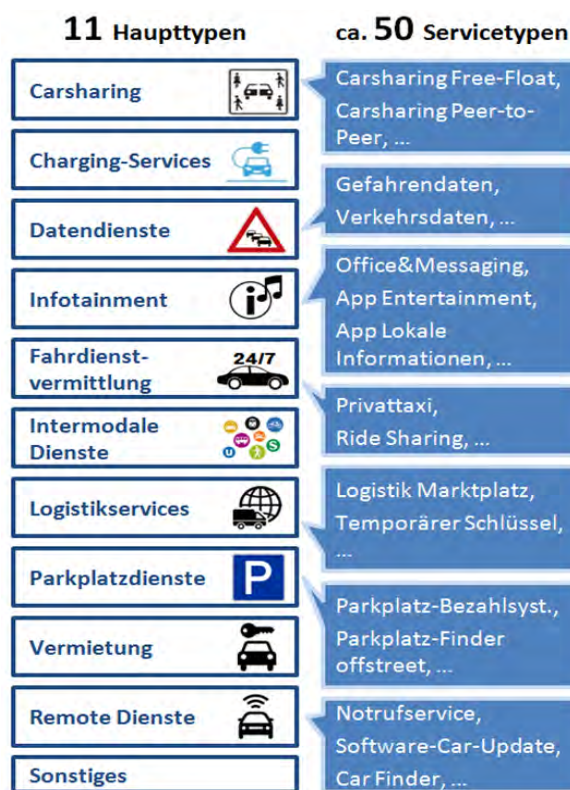 11 Haupttypen
ca. 50 Servicetypen
Carsharing
Charging-Services
Datendienste
Infotainment
Fahrdienst-
vermittlung
24/7
Intermodale
Dienste
U
S
Logistikservices
Parkplatzdienste
P
Vermietung
Remote Dienste
Sonstiges
Carsharing Free-Float,
Carsharing Peer-to-
Peer, ...
Gefahrendaten,
Verkehrsdaten, ...
Office&Messaging,
App Entertainment,
App Lokale
Informationen, ...
Privattaxi,
Ride Sharing, ...
Logistik Marktplatz,
Temporärer Schlüssel,
...
Parkplatz-Bezahlsyst.,
Parkplatz-Finder
offstreet, ...
Notrufservice,
Software-Car-Update,
Car Finder, ...